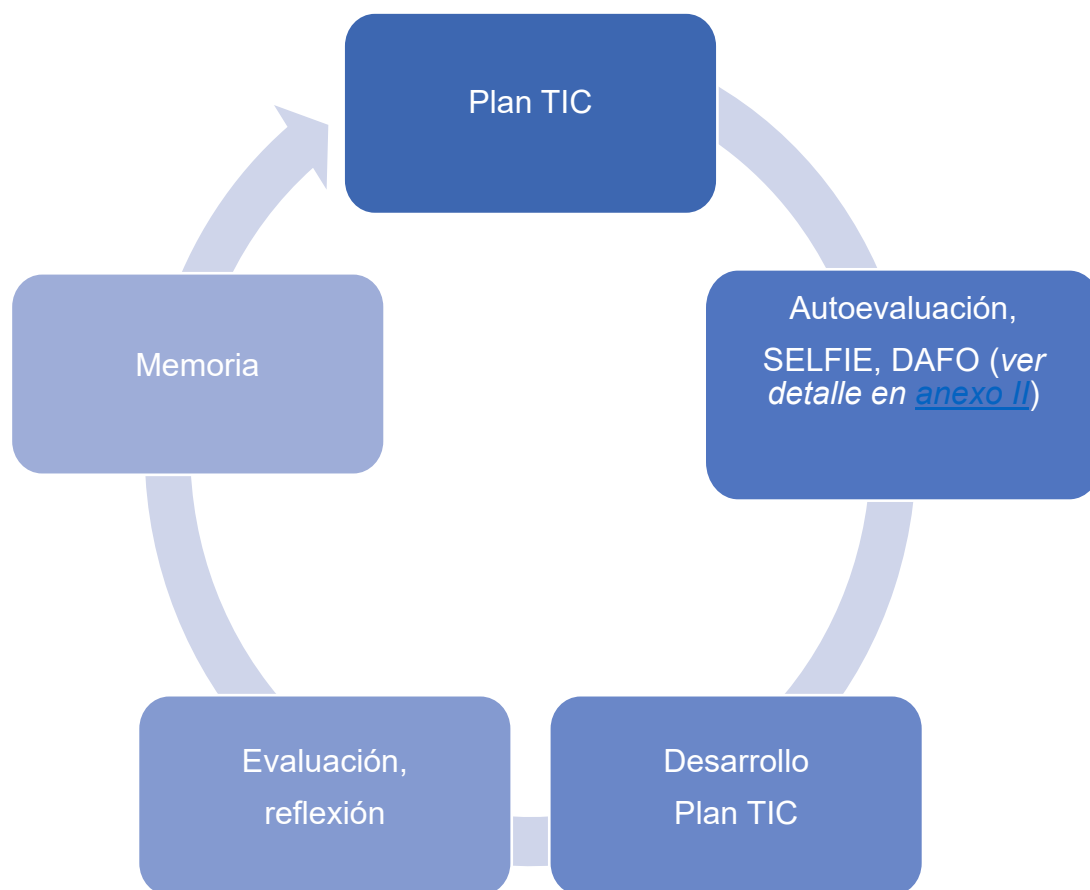 Plan TIC
Autoevaluación,
SELFIE, DAFO (ver
detalle en anexo II)
Desarrollo
Plan TIC
Evaluación,
reflexión
Memoria